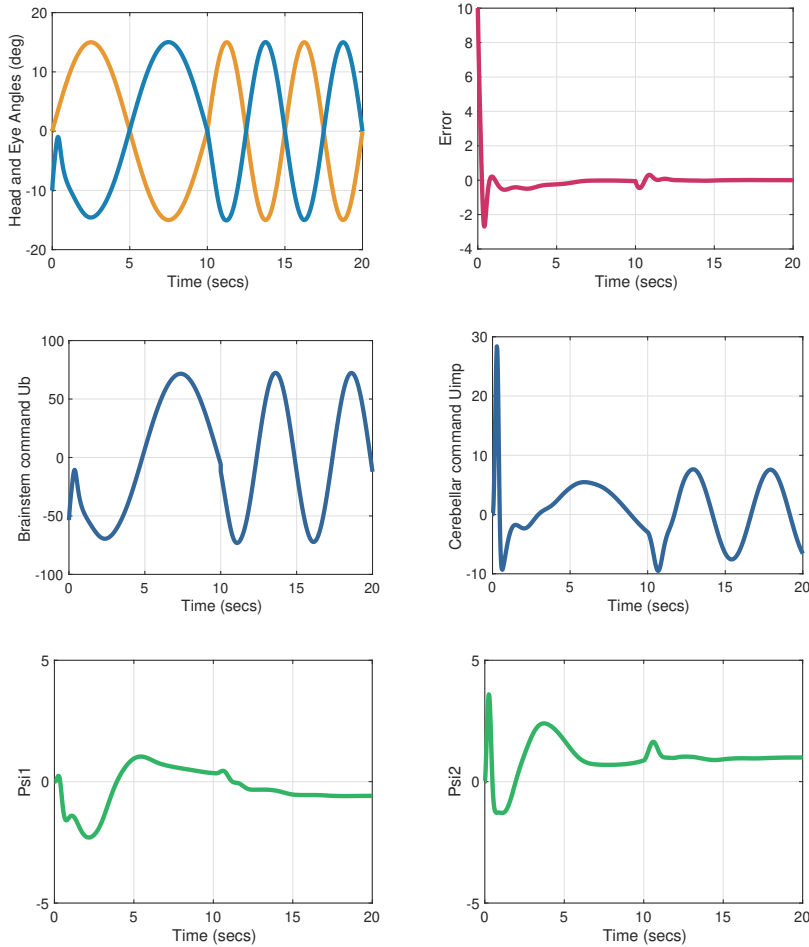 20
10
0
-10
-20
Head and Eye Angles (deg)
0 5 10 15 20
Time (secs)
10
8
6
4
2
0
-2
-4
Error
0 5 10 15 20
Time (secs)
100
50
0
-50
-100
Brainstem command Ub
0 5 10 15 20
Time (secs)
30
20
10
0
-10
Cerebellar command Uimp
0 5 10 15 20
Time (secs)
5
0
-5
Psi1
0 5 10 15 20
Time (secs)
5
0
-5
Psi2
0 5 10 15 20
Time (secs)